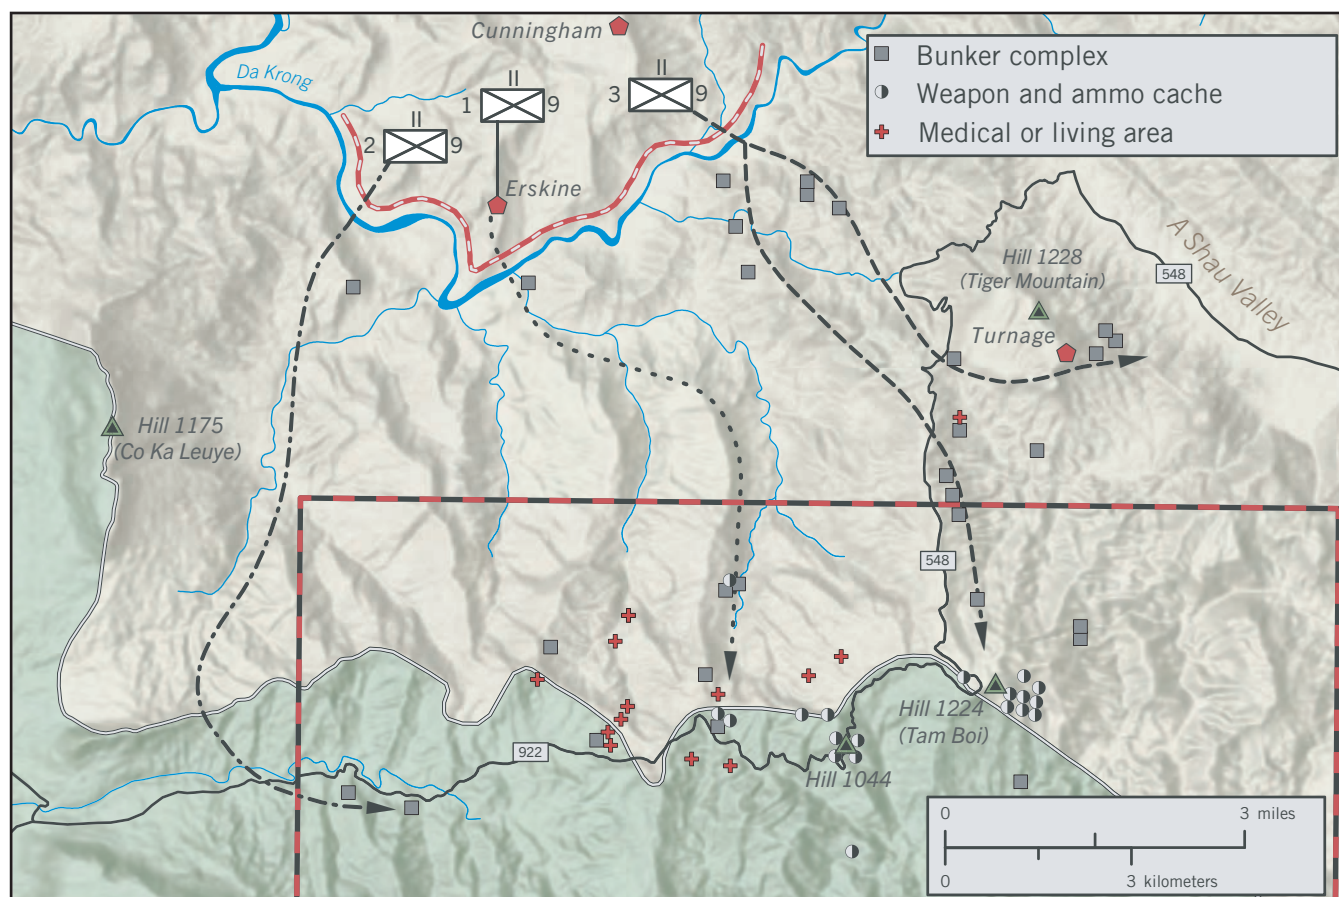 Cunningham
Da Krong
II
1
9
II
3
9
II
2
9
Erskine
Bunker complex
Weapon and ammo cache
Medical or living area
A Shau Valley
548
Hill 1228
(Tiger Mountain)
Turnage
Hill 1175
(Co Ka Leuye)
548
Hill 1224
(Tam Boi)
922
Hill 1044
0
3 miles
0
3 kilometers